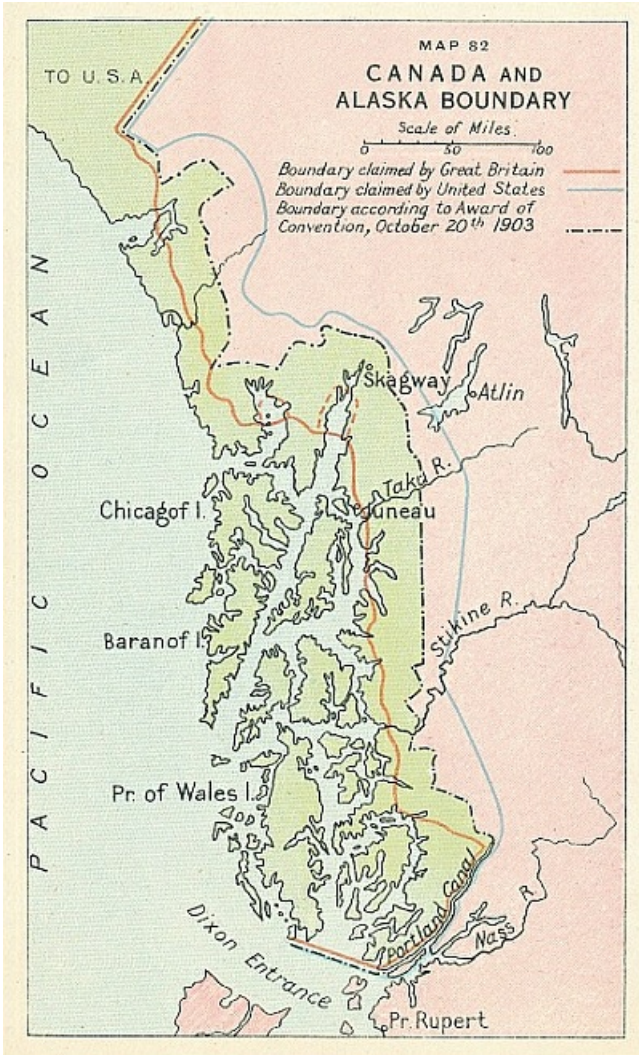 MAP 82
CANADA AND
ALASKA BOUNDARY
Scale of Miles.
0 50 100
Boundary claimed by Great Britain
Boundary claimed by United States
Boundary according to Award of
Convention, October 20th 1903
TO U.S.A.
PACIFIC OCEAN
Skagway
Atlin
Taku R.
Chicagof I.
Juneau
Stikine R.
Baranof I.
Pr. of Wales I.
Portland Canal
Nass R.
Dixon Entrance
Pr. Rupert